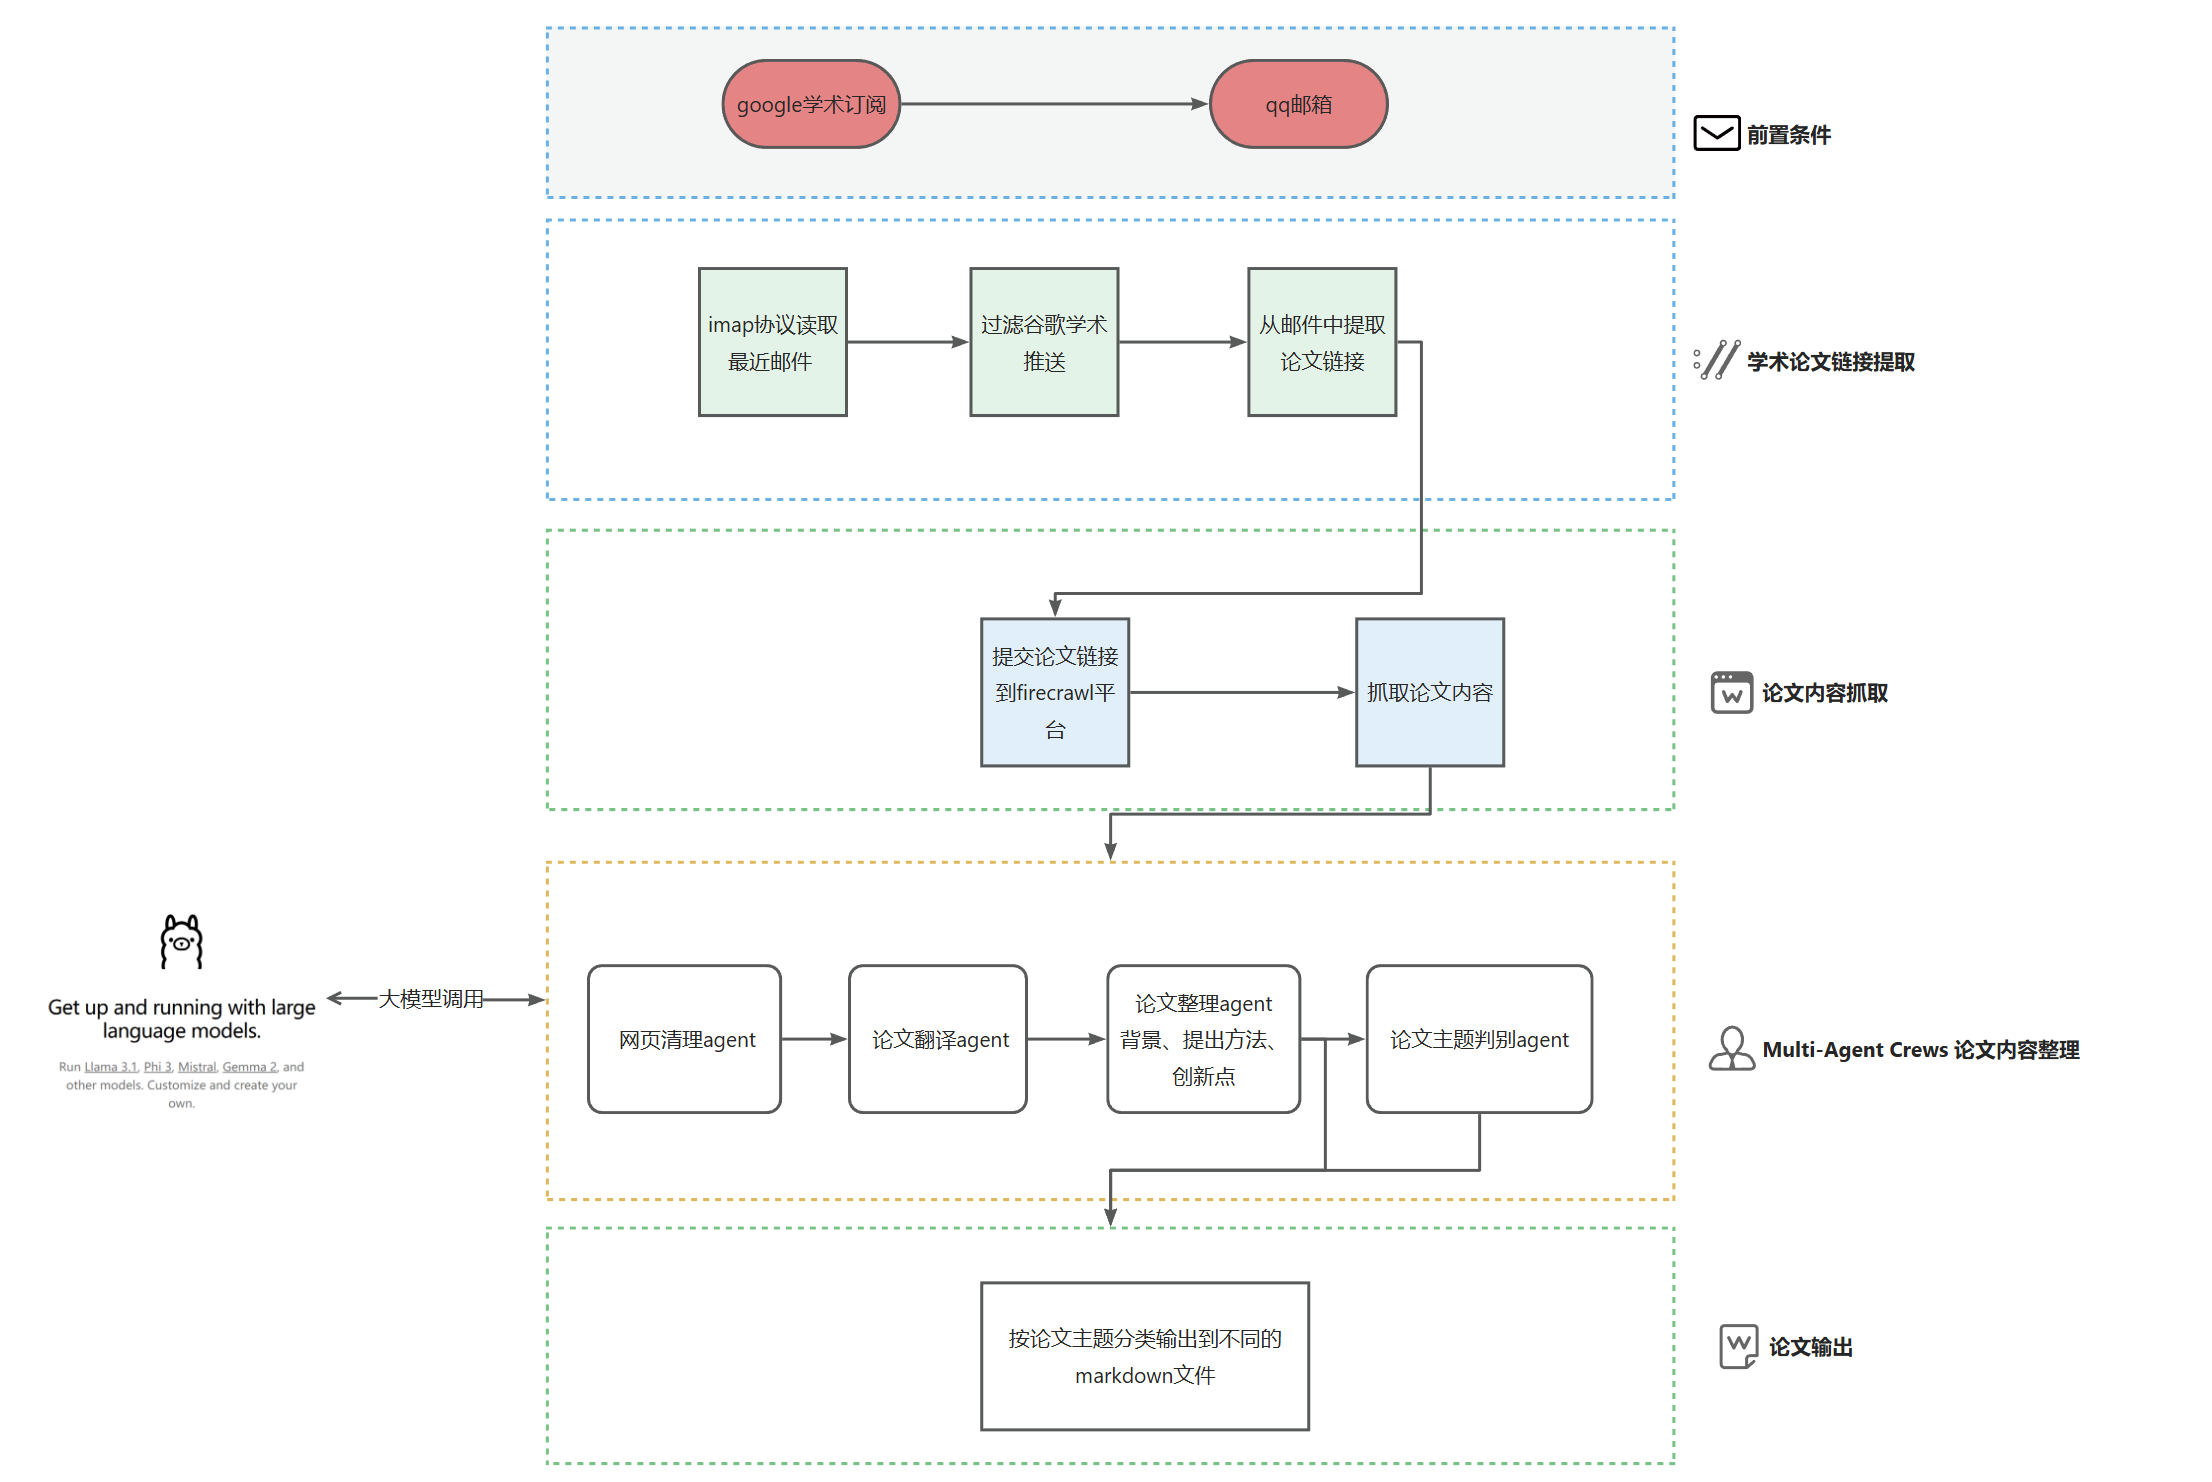 google学术订阅
qq邮箱
前置条件
imap协议读取
最近邮件
过滤谷歌学术
推送
从邮件中提取
论文链接
学术论文链接提取
提交论文链接
到firecrawl平
台
抓取论文内容
论文内容抓取
Get up and running with large
language models.
Run Llama 3.1, Phi 3, Mistral, Gemma 2, and
other models. Customize and create your
own.
大模型调用
网页清理agent
论文翻译agent
论文整理agent
背景、提出方法、
创新点
论文主题判别agent
Multi-Agent Crews 论文内容整理
按论文主题分类输出到不同的
markdown文件
论文输出